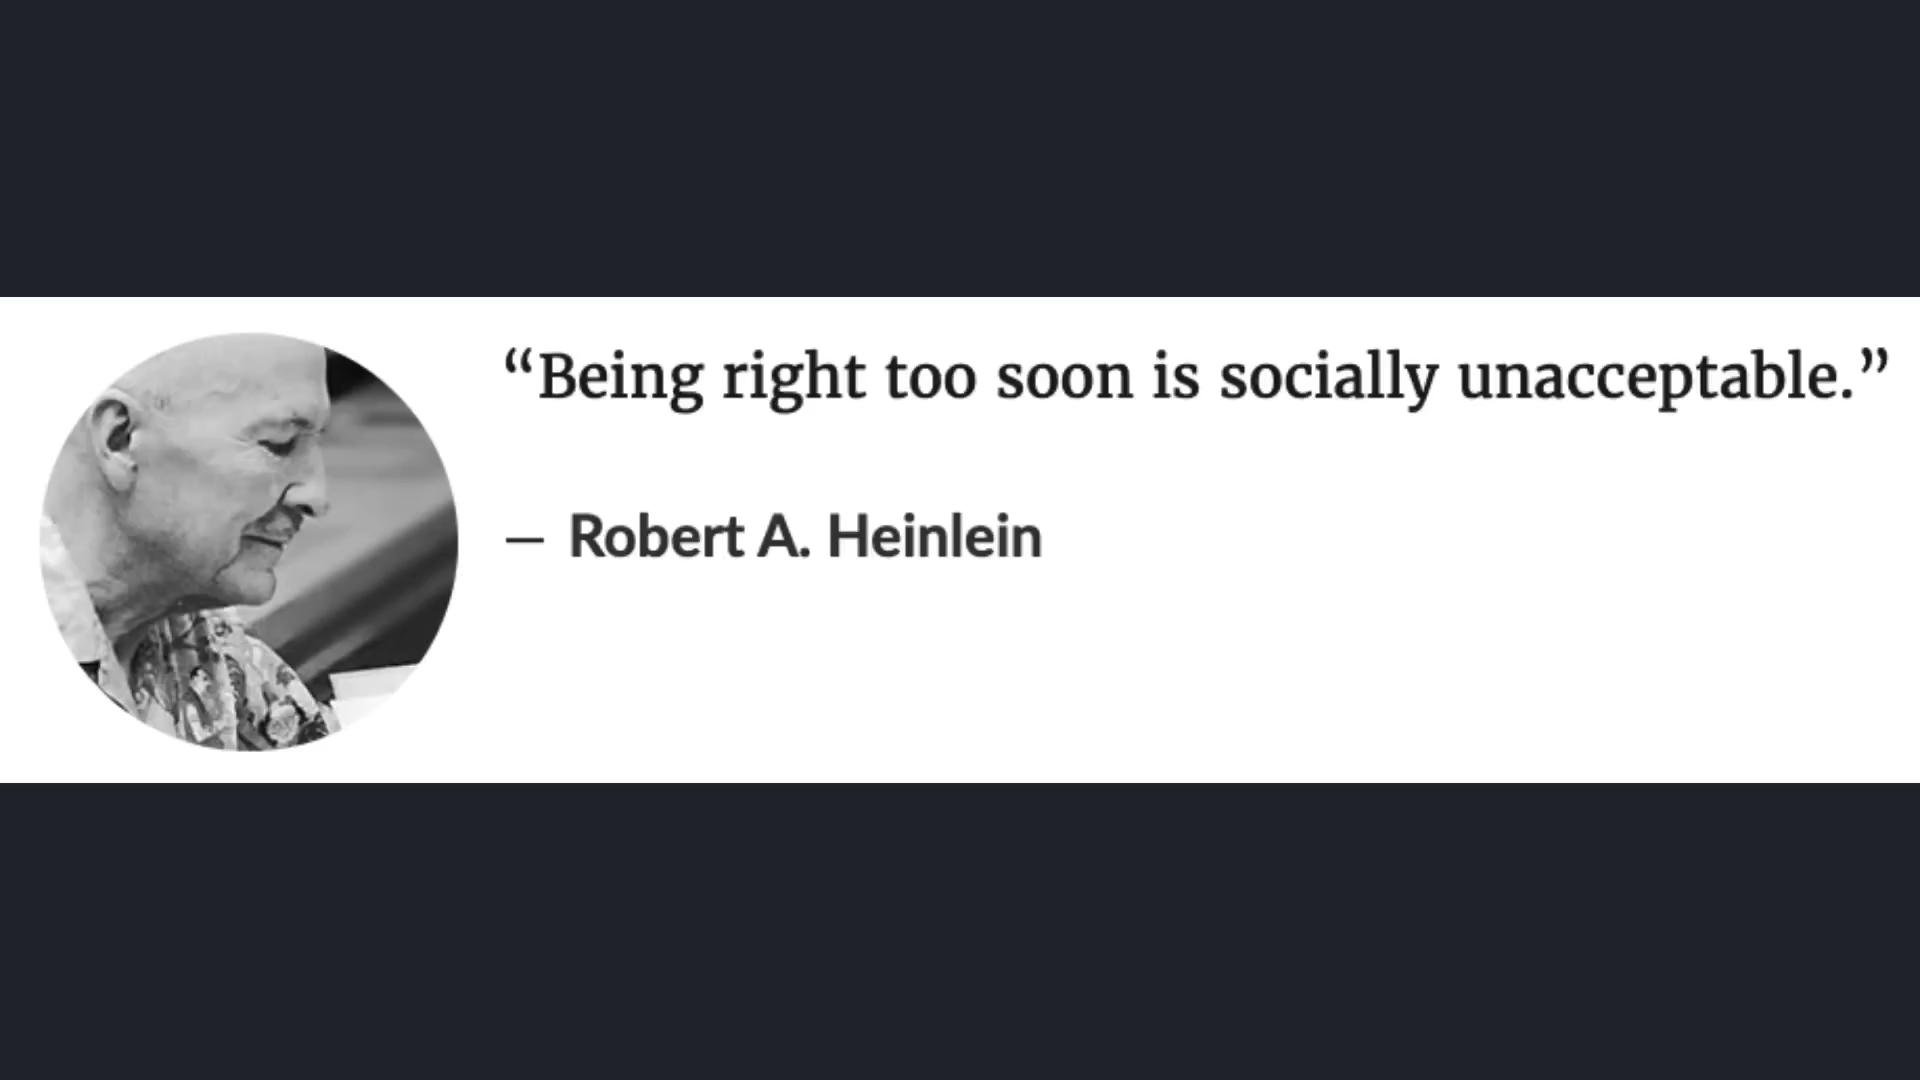 “Being right too soon is socially unacceptable.”
— Robert A. Heinlein